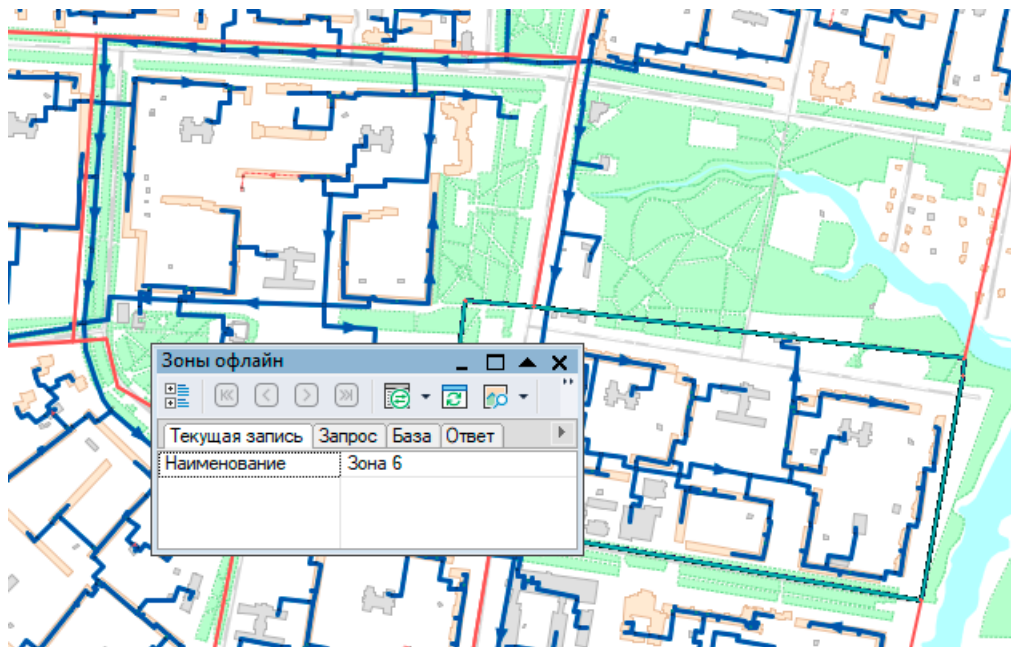 Зоны офлайн
Текущая запись Запрос База Ответ
Наименование Зона 6